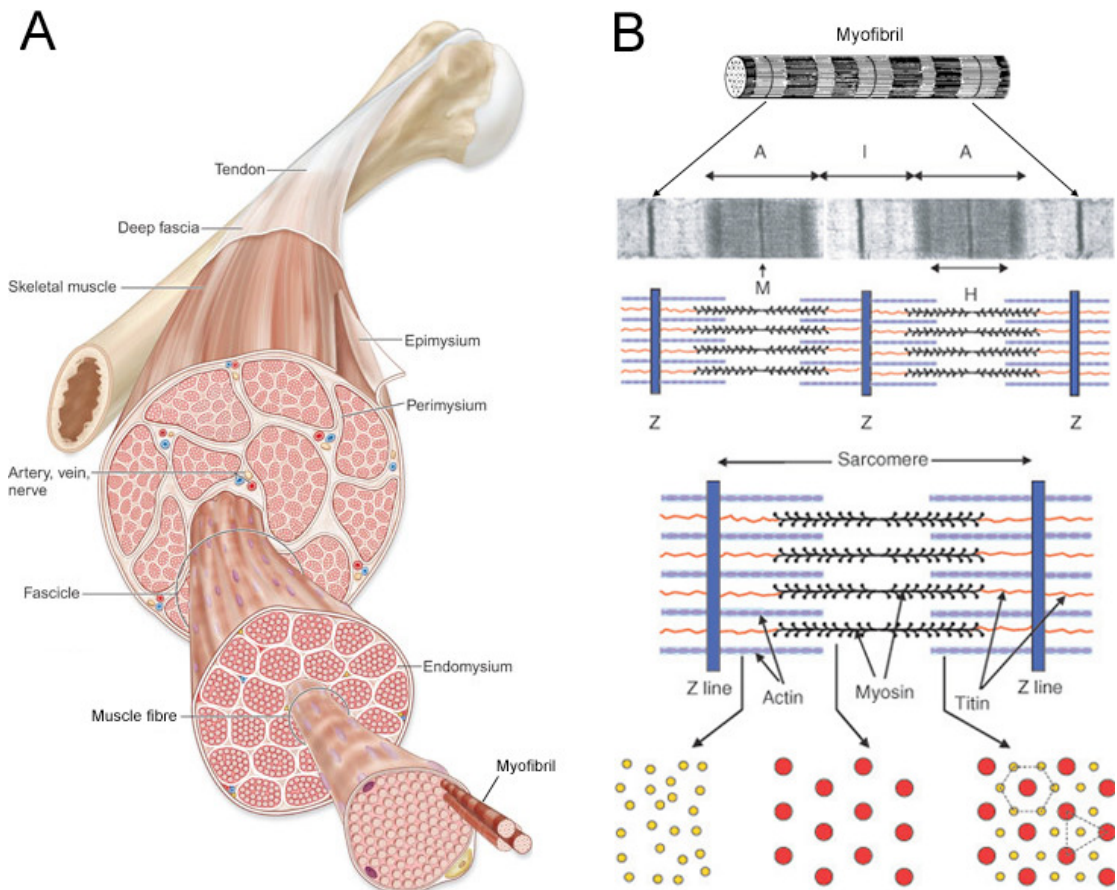 A
Tendon
Deep fascia
Skeletal muscle
Epimysium
Perimysium
Artery, vein,
nerve
Fascicle
Endomysium
Muscle fibre
Myofibril
B
Myofibril
A I A
M H
Z Z Z
Sarcomere
Z line Actin Myosin Titin Z line